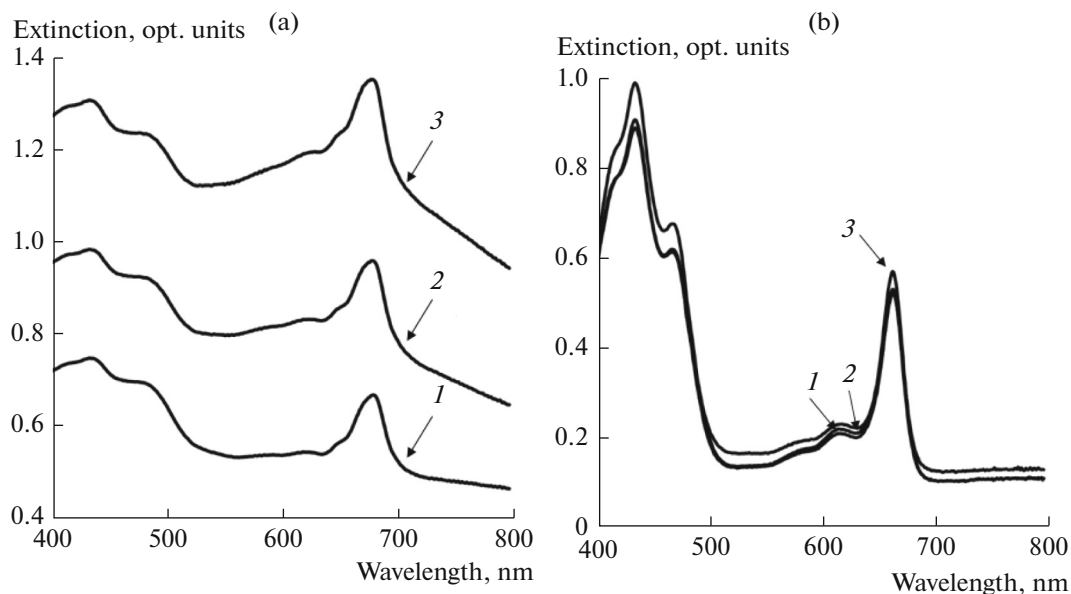 (a)
Extinction, opt. units
1.4
1.2
1.0
0.8
0.6
0.4
400 500 600 700 800
Wavelength, nm
3
2
1
(b)
Extinction, opt. units
1.0
0.8
0.6
0.4
0.2
0
400 500 600 700 800
Wavelength, nm
3
1 2